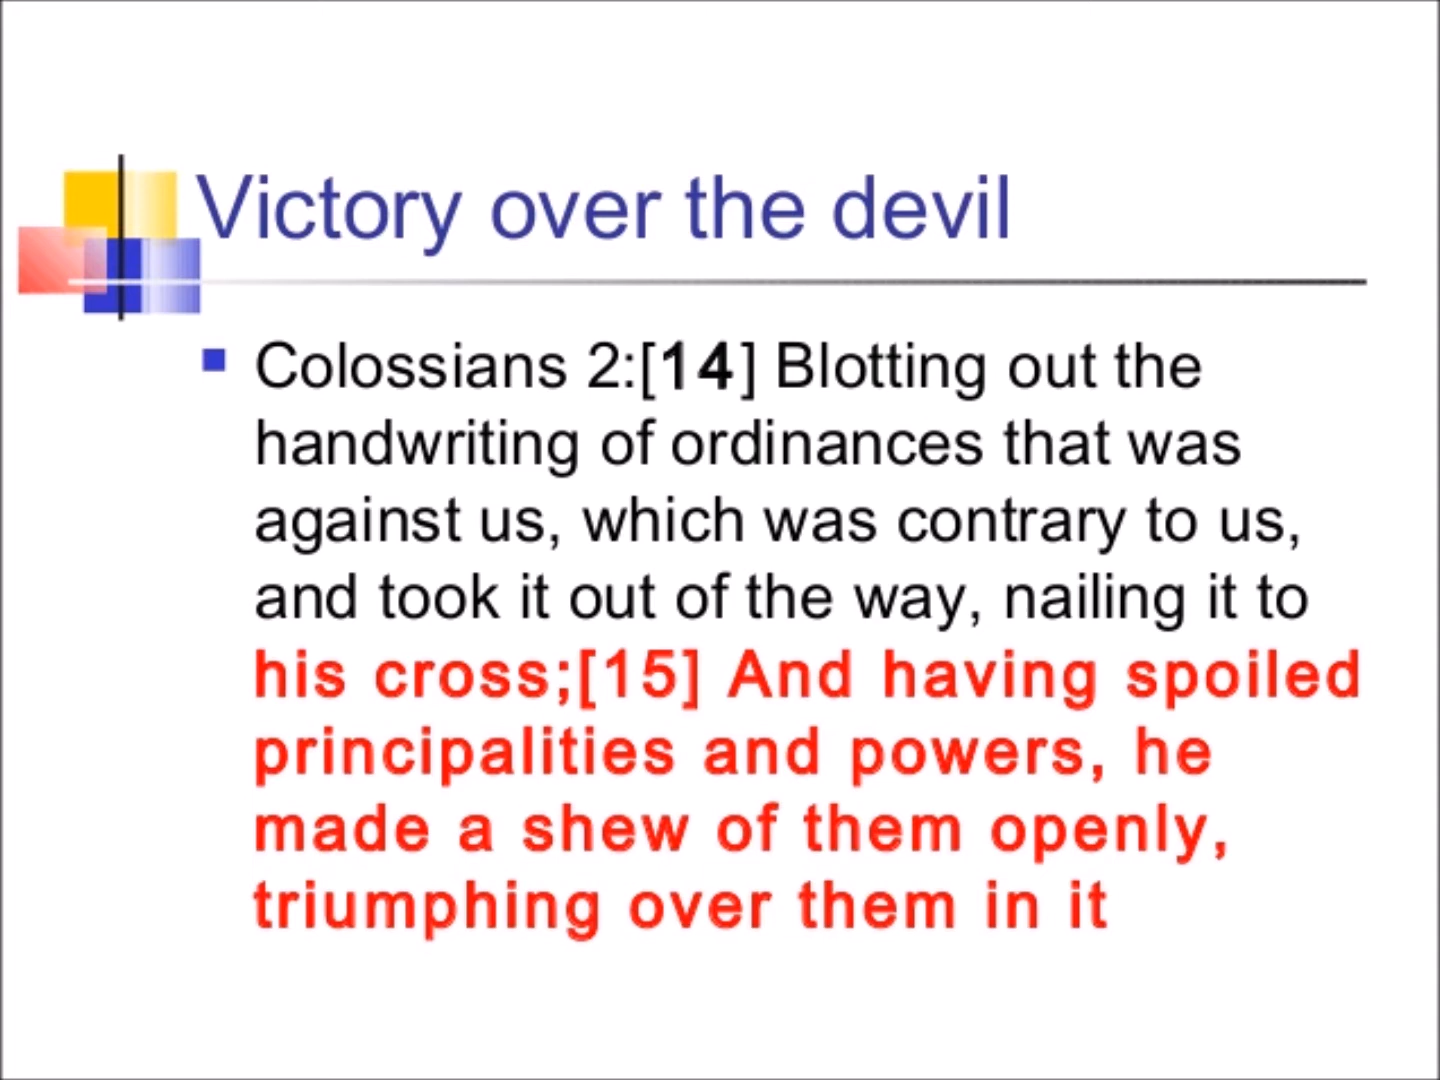 Victory over the devil
Colossians 2:[14] Blotting out the
handwriting of ordinances that was
against us, which was contrary to us,
and took it out of the way, nailing it to
his cross;[15] And having spoiled
principalities and powers, he
made a shew of them openly,
triumphing over them in it